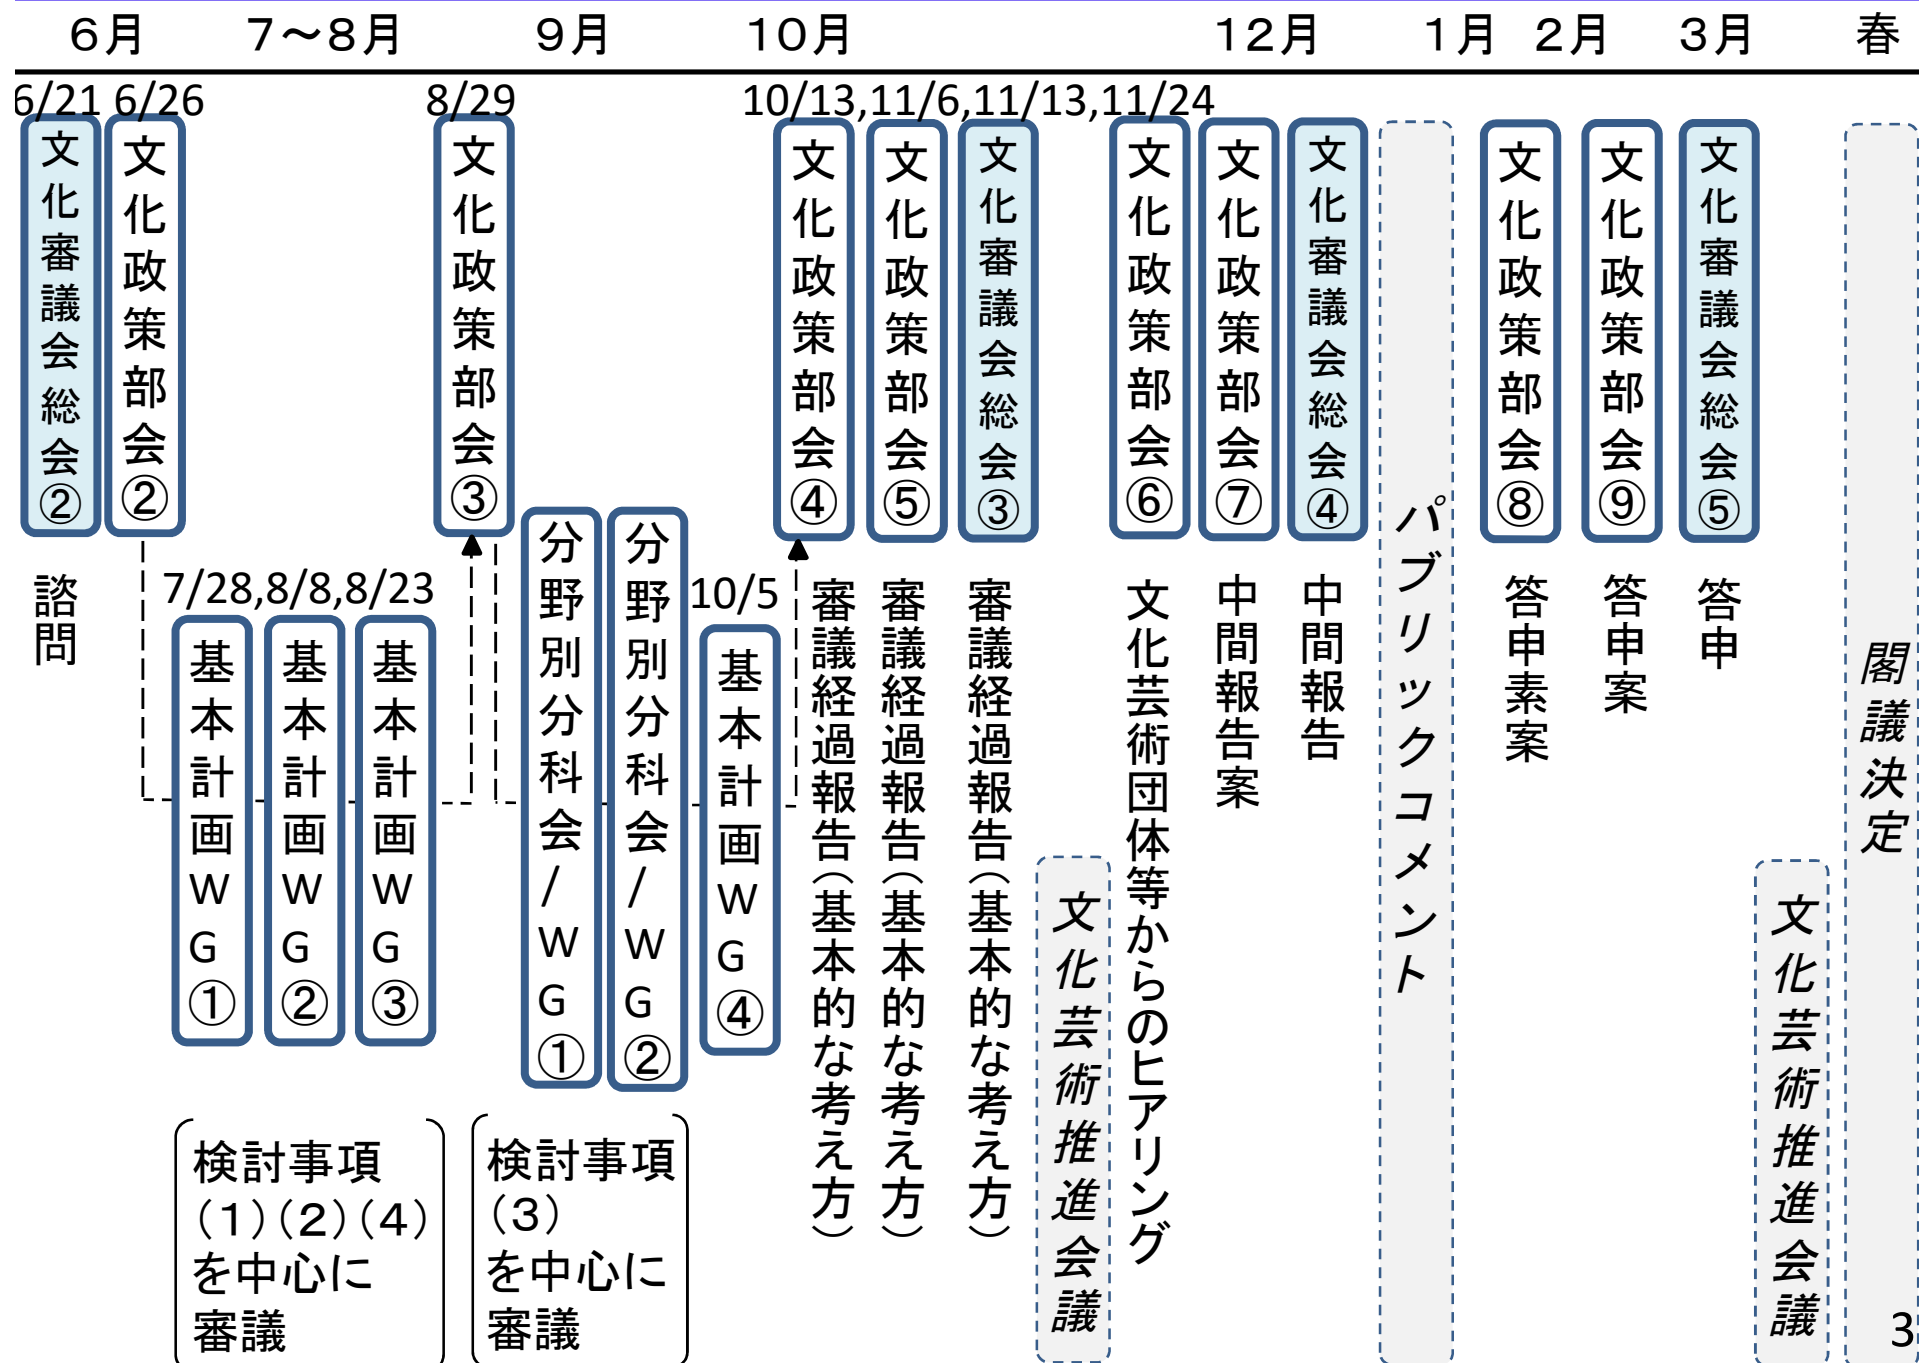 6月 7～8月 9月 10月 12月 1月 2月 3月 春
6/21 6/26 8/29 10/13,11/6,11/13,11/24
文化審議会総会②
文化政策部会②
文化政策部会③
文化政策部会④
文化政策部会⑤
文化審議会総会③
文化政策部会⑥
文化政策部会⑦
文化審議会総会④
パブリックコメント
文化政策部会⑧
文化政策部会⑨
文化審議会総会⑤
閣議決定
諮問
7/28,8/8,8/23
基本計画WG①
基本計画WG②
基本計画WG③
分野別分科会/WG①
分野別分科会/WG②
10/5
基本計画WG④
審議経過報告(基本的な考え方)
審議経過報告(基本的な考え方)
審議経過報告(基本的な考え方)
文化芸術推進会議
文化芸術団体等からのヒアリング
中間報告案
中間報告
答申素案
答申案
答申
文化芸術推進会議
検討事項
(1)(2)(4)
を中心に
審議
検討事項
(3)
を中心に
審議
3